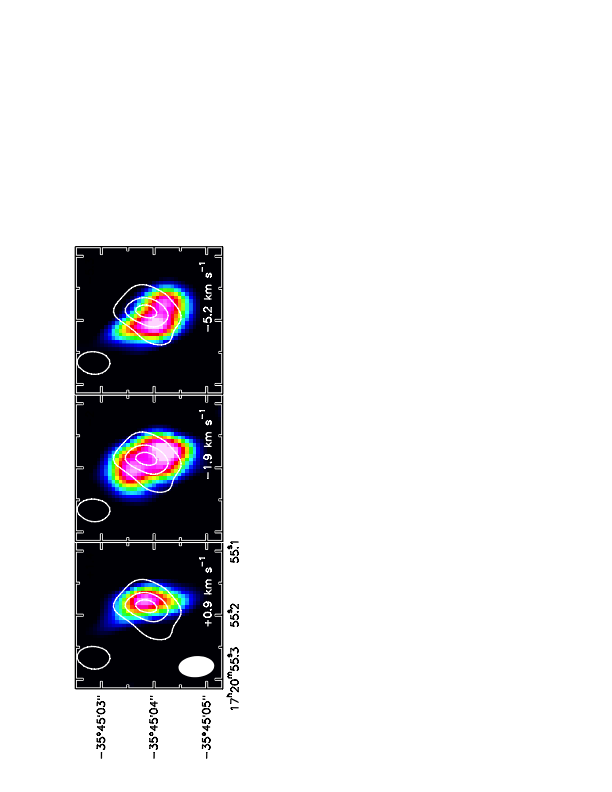 +0.9 km s⁻¹
−1.9 km s⁻¹
−5.2 km s⁻¹
−35°45'03"
−35°45'04"
−35°45'05"
17ʰ20ᵐ55ˢ.3
55ˢ.2
55ˢ.1